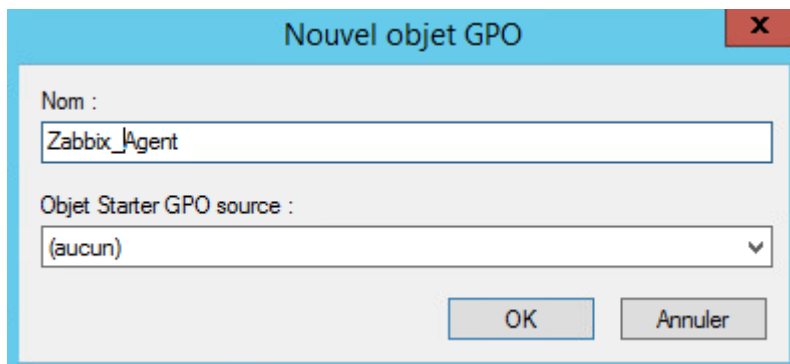 Nouvel objet GPO
x
Nom :
Zabbix_Agent
Objet Starter GPO source :
(aucun)
OK
Annuler